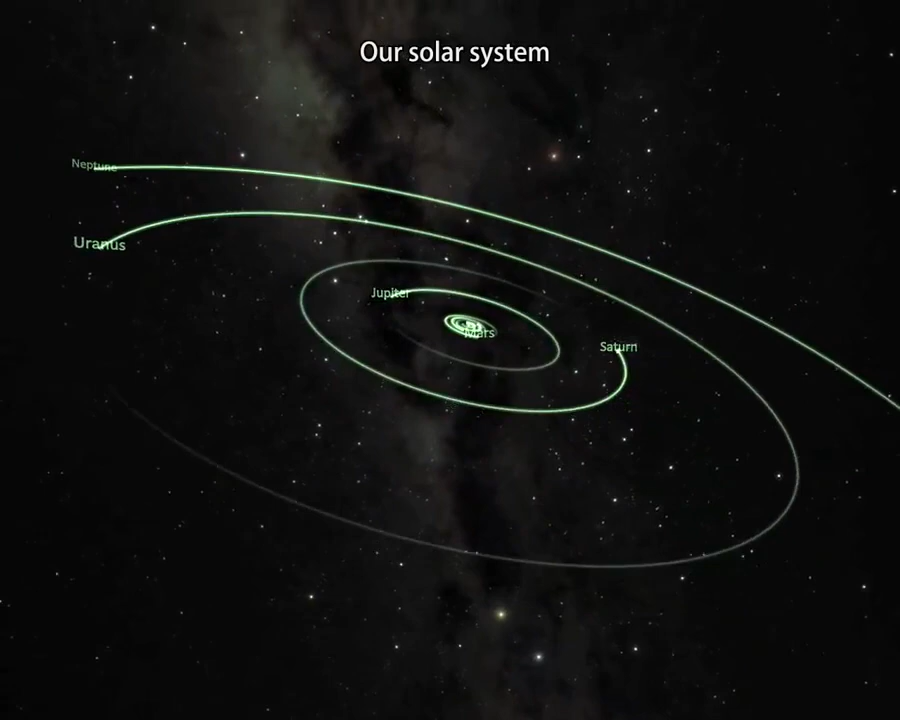 Our solar system
Neptune
Uranus
Jupiter
Mars
Saturn